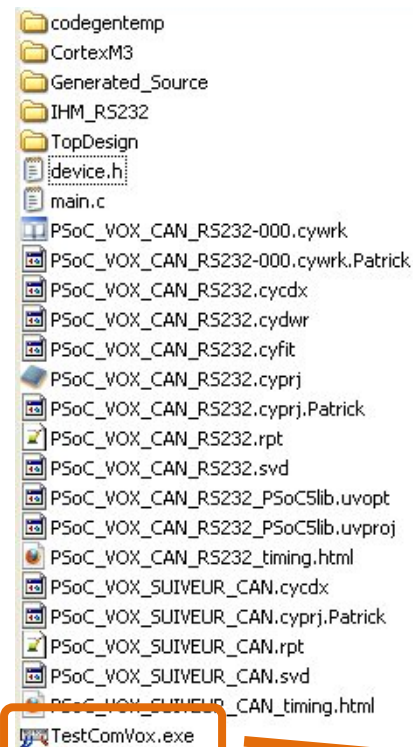 codegentemp
CortexM3
Generated_Source
IHM_RS232
TopDesign
device.h
main.c
PSoC_VOX_CAN_RS232-000.cywrk
PSoC_VOX_CAN_RS232-000.cywrk.Patrick
PSoC_VOX_CAN_RS232.cycdx
PSoC_VOX_CAN_RS232.cydwr
PSoC_VOX_CAN_RS232.cyfit
PSoC_VOX_CAN_RS232.cyprj
PSoC_VOX_CAN_RS232.cyprj.Patrick
PSoC_VOX_CAN_RS232.rpt
PSoC_VOX_CAN_RS232.svd
PSoC_VOX_CAN_RS232_PSoC5lib.uvopt
PSoC_VOX_CAN_RS232_PSoC5lib.uvproj
PSoC_VOX_CAN_RS232_timing.html
PSoC_VOX_SUIVEUR_CAN.cycdx
PSoC_VOX_SUIVEUR_CAN.cyprj.Patrick
PSoC_VOX_SUIVEUR_CAN.rpt
PSoC_VOX_SUIVEUR_CAN.svd
PSoC_VOX_SUIVEUR_CAN_timing.html
TestComVox.exe